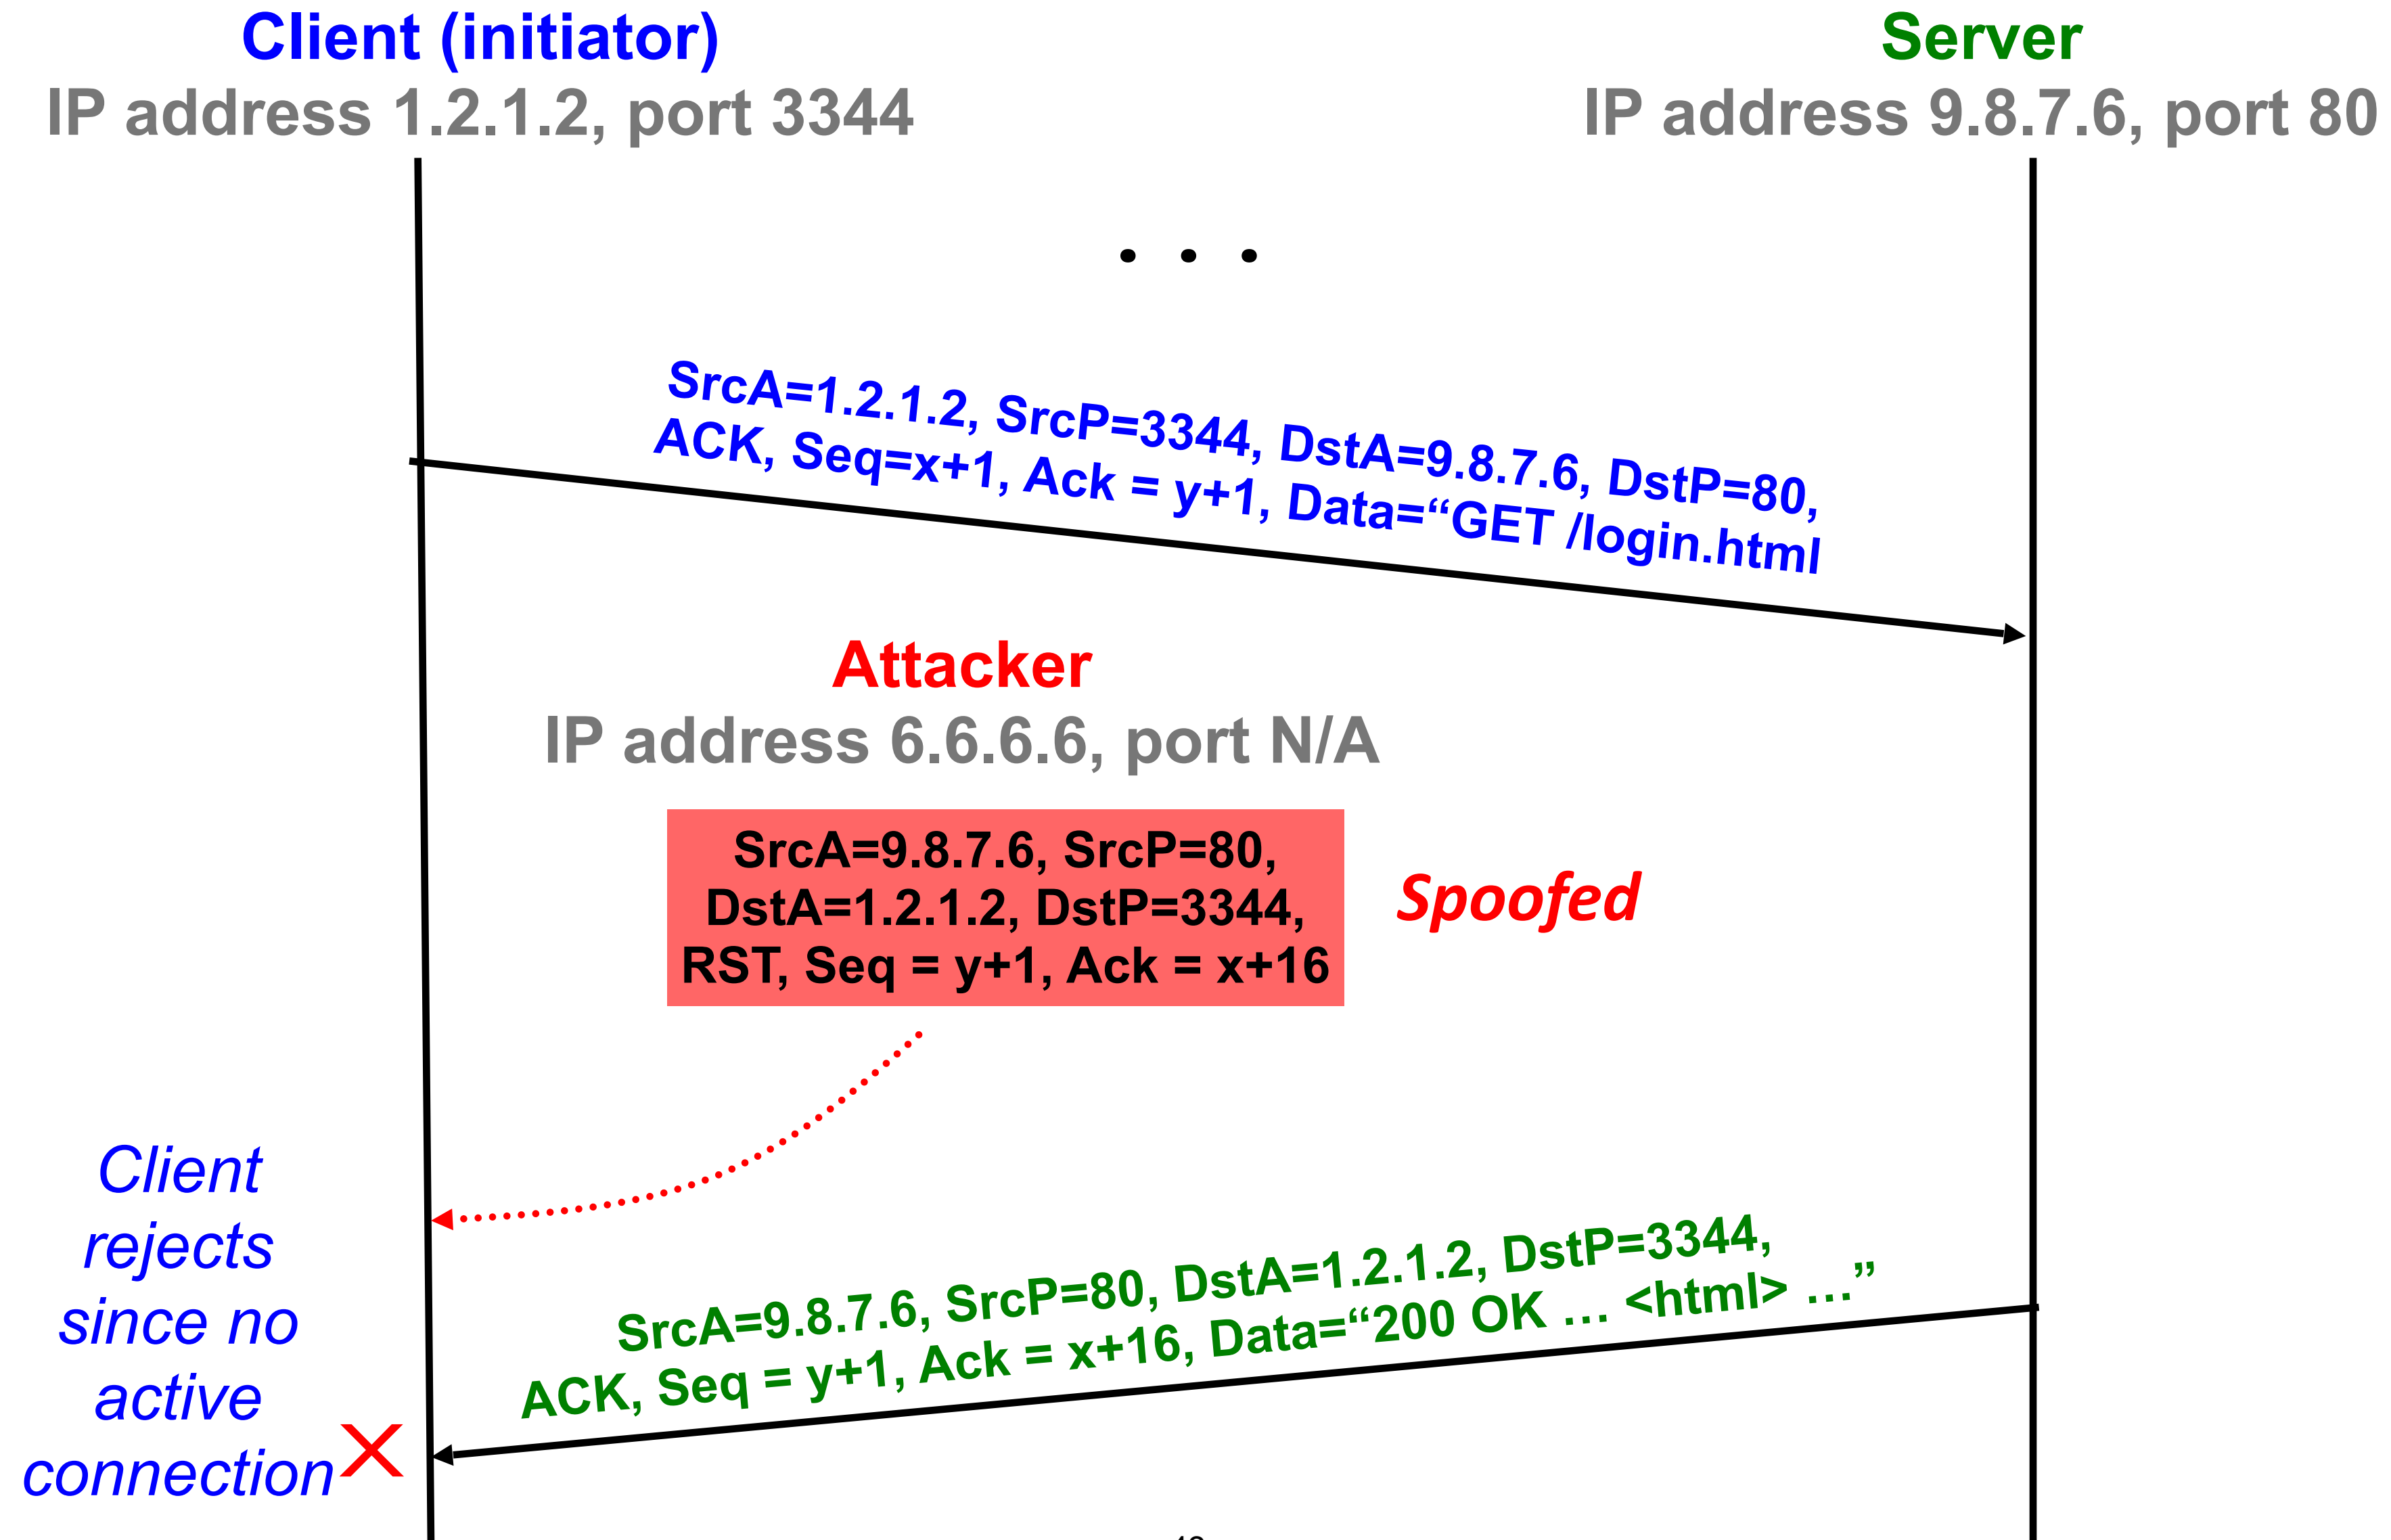 Client (initiator)
IP address 1.2.1.2, port 3344
Server
IP address 9.8.7.6, port 80
. . .
SrcA=1.2.1.2, SrcP=3344, DstA=9.8.7.6, DstP=80,
ACK, Seq=x+1, Ack = y+1, Data=“GET /login.html
Attacker
IP address 6.6.6.6, port N/A
SrcA=9.8.7.6, SrcP=80,
DstA=1.2.1.2, DstP=3344,
RST, Seq = y+1, Ack = x+16
Spoofed
Client
rejects
since no
active
connection
SrcA=9.8.7.6, SrcP=80, DstA=1.2.1.2, DstP=3344,
ACK, Seq = y+1, Ack = x+16, Data=“200 OK … <html> …”